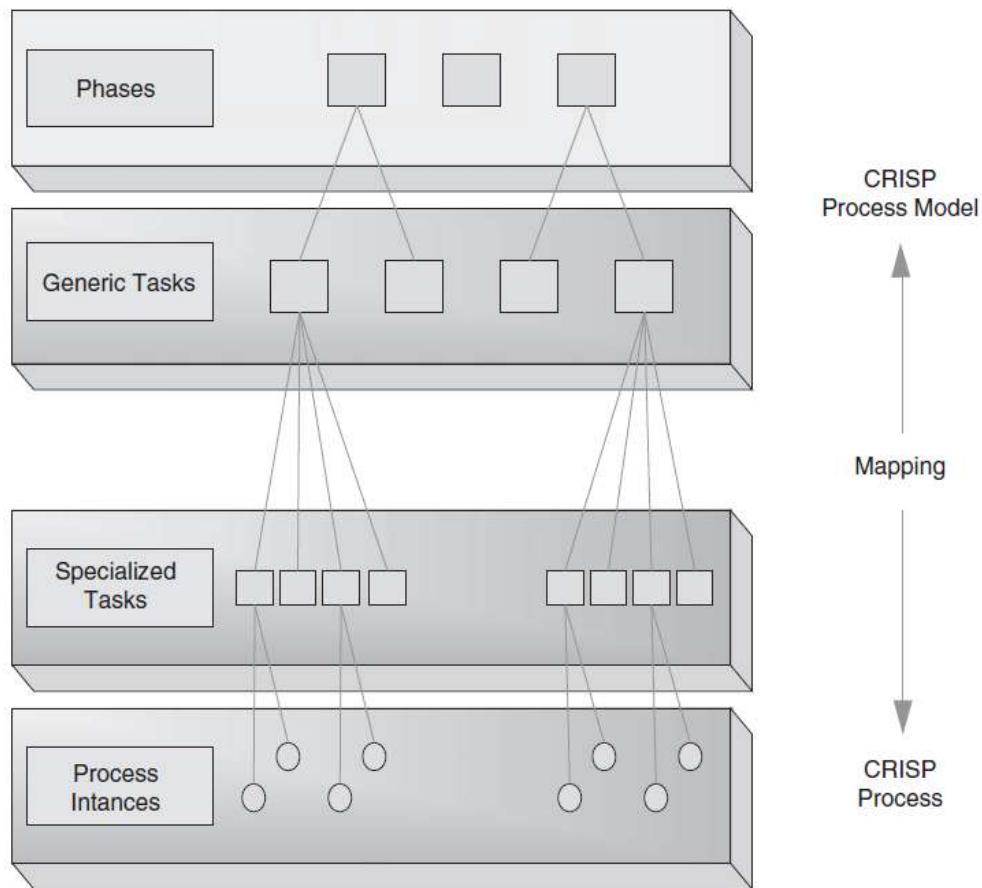 Phases
CRISP
Process Model
Generic Tasks
Mapping
Specialized
Tasks
Process
Intances
CRISP
Process